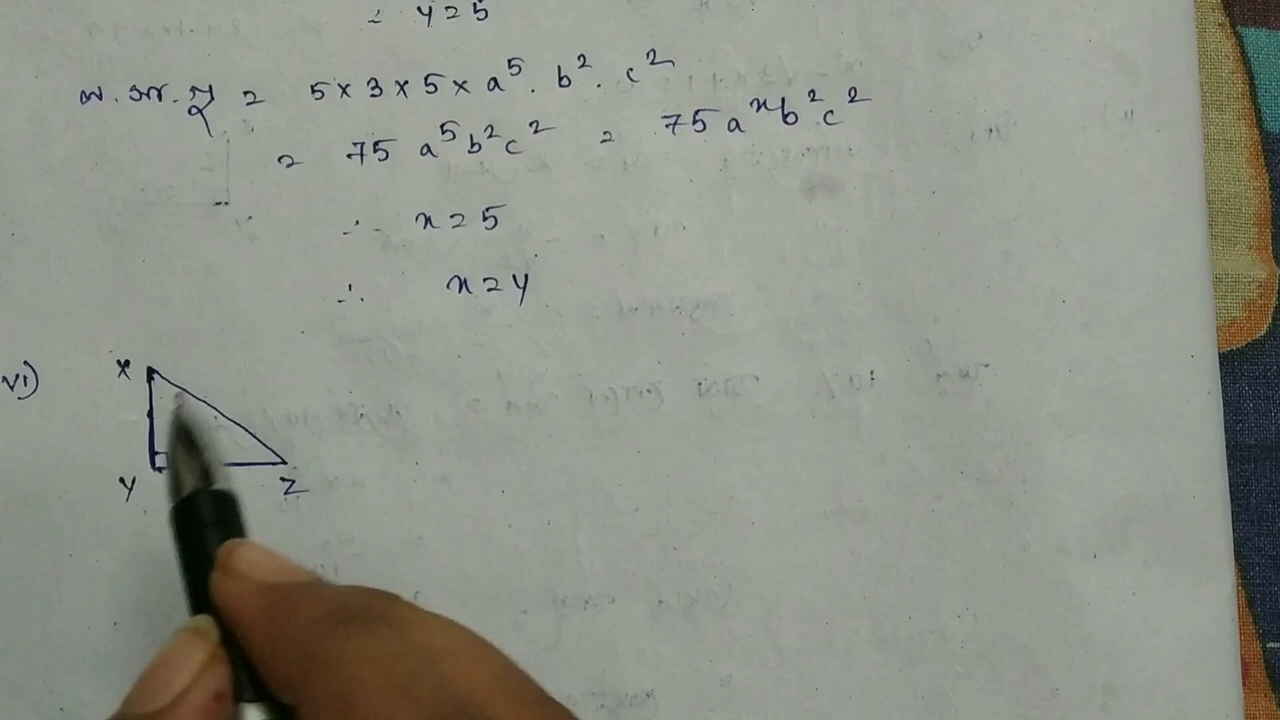 ∴ y = 5
ল.সা.গু = 5 × 3 × 5 × a⁵. b². c²
= 75 a⁵b²c² = 75 aˣb²c²
∴ x = 5
∴ x = y
vi)
X
Y Z